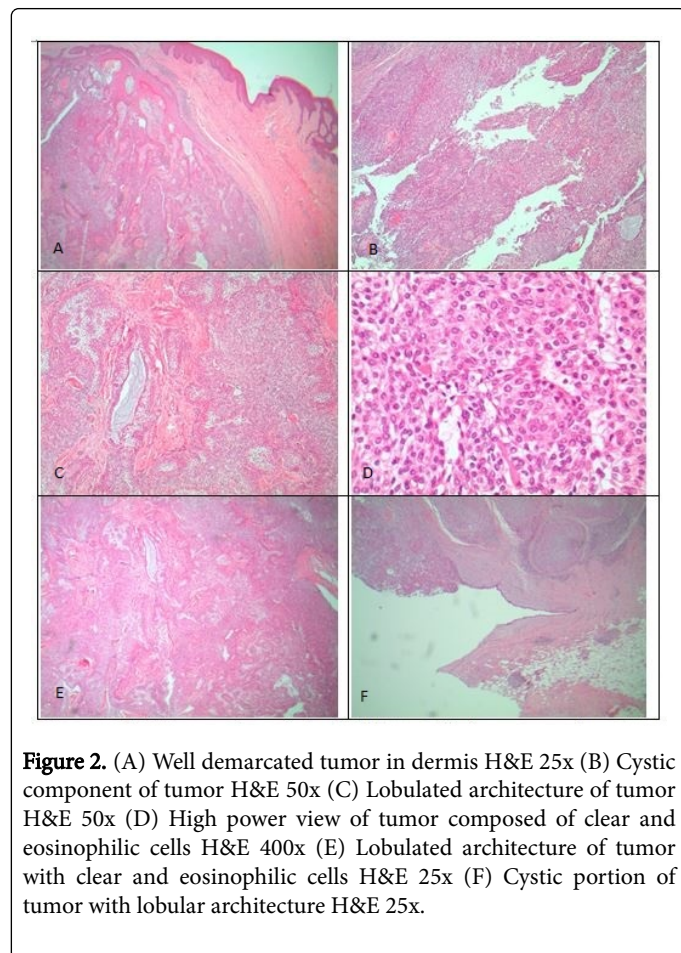 A
B
C
D
E
F
Figure 2. (A) Well demarcated tumor in dermis H&E 25x (B) Cystic
component of tumor H&E 50x (C) Lobulated architecture of tumor
H&E 50x (D) High power view of tumor composed of clear and
eosinophilic cells H&E 400x (E) Lobulated architecture of tumor
with clear and eosinophilic cells H&E 25x (F) Cystic portion of
tumor with lobular architecture H&E 25x.